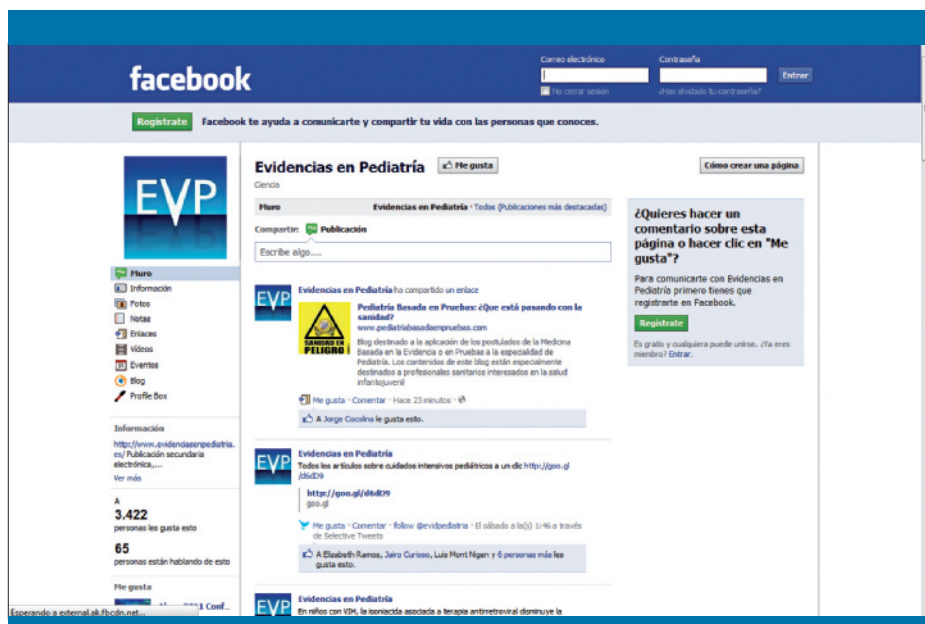 facebook
Correo electrónico
Contraseña
Entrar
No cerrar sesión
¿Has olvidado tu contraseña?
Regístrate
Facebook te ayuda a comunicarte y compartir tu vida con las personas que conoces.
EVP
Muro
Información
Fotos
Notas
Enlaces
Vídeos
Eventos
Blog
Profile Box
Información
http://www.evidenciasenpediatria.
es/ Publicación secundaria
electrónica,....
Ver más
A
3.422
personas les gusta esto
65
personas están hablando de esto
Me gusta
2011 Conf...
Esperando a external.ak.fbcdn.net...
Evidencias en Pediatría
Me gusta
Ciencia
Muro
Evidencias en Pediatría · Todos (Publicaciones más destacadas)
Compartir: Publicación
Escribe algo....
EVP
Evidencias en Pediatría ha compartido un enlace
SANIDAD EN
PELIGRO
Pediatría Basada en Pruebas: ¿Que está pasando con la
sanidad?
www.pediatriabasadaenpruebas.com
Blog destinado a la aplicación de los postulados de la Medicina
Basada en la Evidencia o en Pruebas a la especialidad de
Pediatría. Los contenidos de este blog están especialmente
destinados a profesionales sanitarios interesados en la salud
infantojuvenil
Me gusta · Comentar · Hace 23 minutos ·
A Jorge Cocolina le gusta esto.
EVP
Evidencias en Pediatría
Todos los artículos sobre cuidados intensivos pediátricos a un clic http://goo.gl
/d6dD9
http://goo.gl/d6dD9
goo.gl
Me gusta · Comentar · follow @evidpediatria · El sábado a la(s) 1:46 a través
de Selective Tweets
A Elizabeth Ramos, Jairo Curioso, Luis Mont Nigen y 6 personas más les
gusta esto.
EVP
Evidencias en Pediatría
En niños con VIH, la isoniacida asociada a terapia antirretroviral disminuye la
Cómo crear una página
¿Quieres hacer un
comentario sobre esta
página o hacer clic en "Me
gusta"?
Para comunicarte con Evidencias en
Pediatría primero tienes que
registrarte en Facebook.
Regístrate
Es gratis y cualquiera puede unirse. ¿Ya eres
miembro? Entrar.